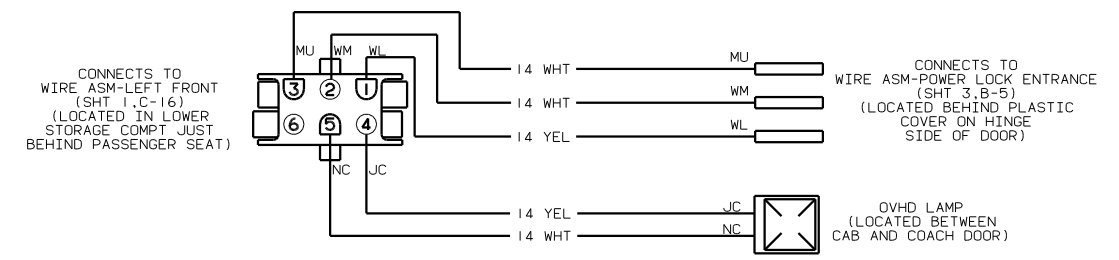 CONNECTS TO
WIRE ASM-LEFT FRONT
(SHT 1,C-16)
(LOCATED IN LOWER
STORAGE COMPT JUST
BEHIND PASSENGER SEAT)
MU WM WL
3 2 1
6 5 4
NC JC
14 WHT
14 WHT
14 YEL
MU
WM
WL
CONNECTS TO
WIRE ASM-POWER LOCK ENTRANCE
(SHT 3,B-5)
(LOCATED BEHIND PLASTIC
COVER ON HINGE
SIDE OF DOOR)
14 YEL
14 WHT
JC
NC
OVHD LAMP
(LOCATED BETWEEN
CAB AND COACH DOOR)